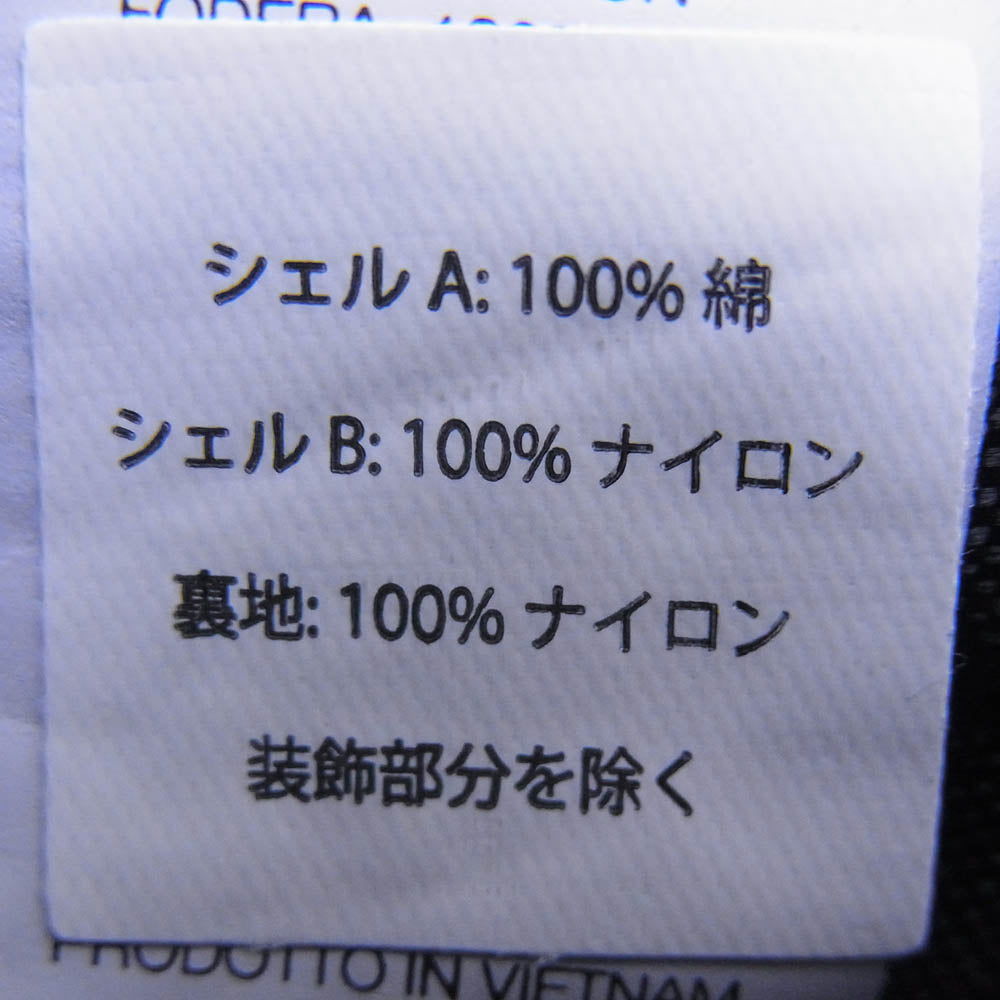 FODERA
シェル A: 100% 綿
シェル B: 100% ナイロン
裏地: 100% ナイロン
装飾部分を除く
PRODOTTO IN VIETNAM